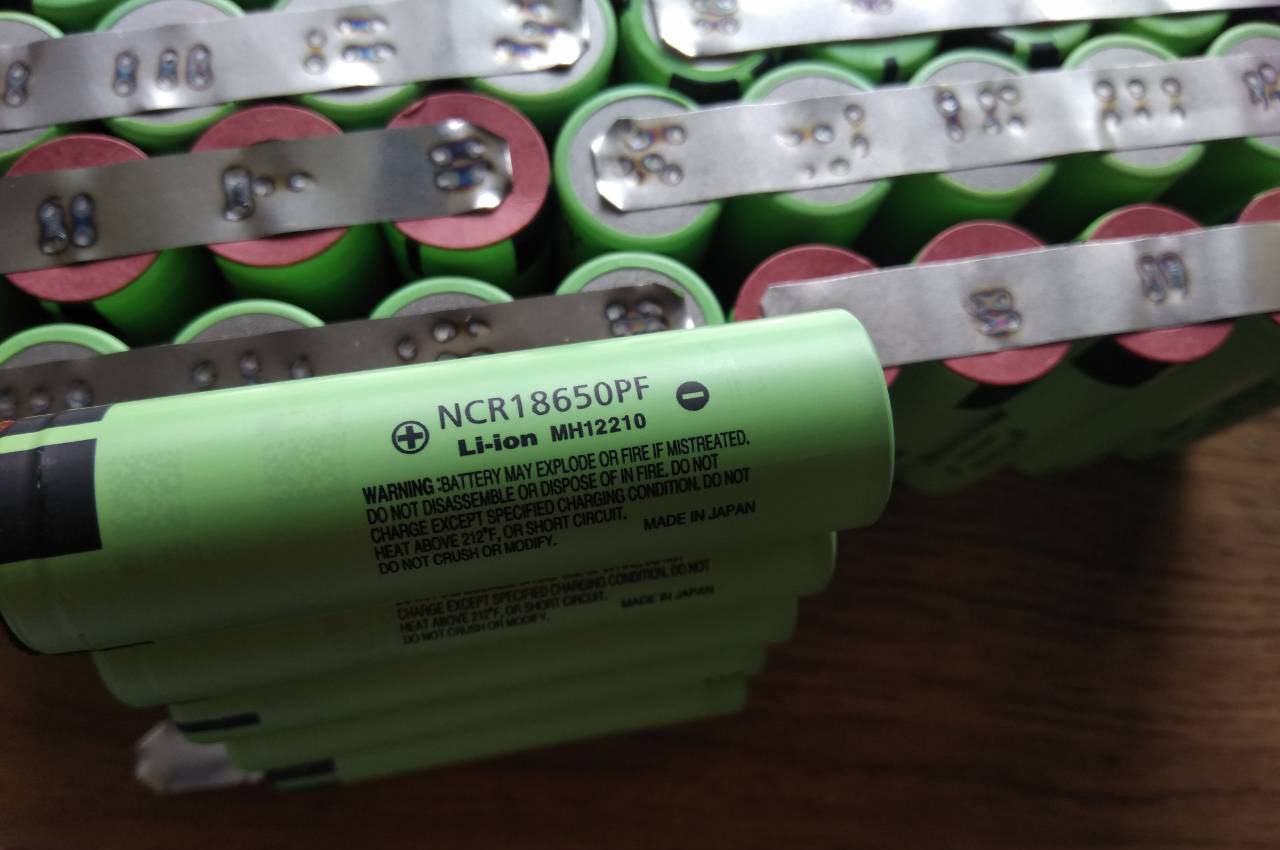 NCR18650PF
Li-ion MH12210
WARNING :BATTERY MAY EXPLODE OR FIRE IF MISTREATED.
DO NOT DISASSEMBLE OR DISPOSE OF IN FIRE. DO NOT
CHARGE EXCEPT SPECIFIED CHARGING CONDITION. DO NOT
HEAT ABOVE 212°F, OR SHORT CIRCUIT.
DO NOT CRUSH OR MODIFY.
MADE IN JAPAN
CHARGE EXCEPT SPECIFIED CHARGING CONDITION. DO NOT
HEAT ABOVE 212°F, OR SHORT CIRCUIT.
DO NOT CRUSH OR MODIFY.
MADE IN JAPAN